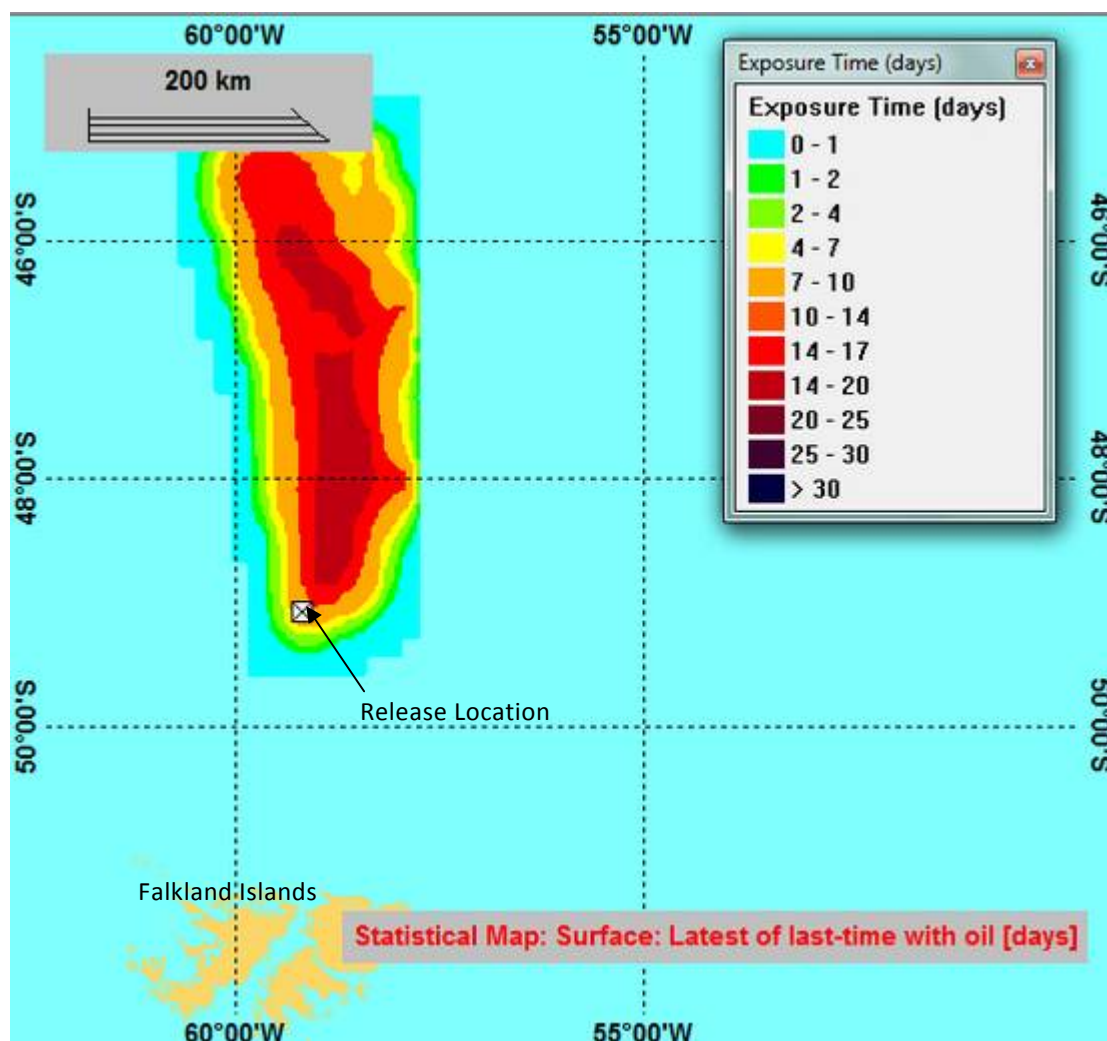 60°00'W
55°00'W
200 km
Exposure Time (days)
Exposure Time (days)
0 - 1
1 - 2
2 - 4
4 - 7
7 - 10
10 - 14
14 - 17
14 - 20
20 - 25
25 - 30
> 30
46°00'S
46°00'S
48°00'S
48°00'S
Release Location
50°00'S
50°00'S
Falkland Islands
Statistical Map: Surface: Latest of last-time with oil [days]
60°00'W
55°00'W